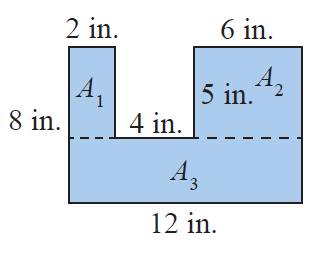 2 in. 6 in.
A₁ 5 in. A₂
8 in. 4 in.
A₃
12 in.